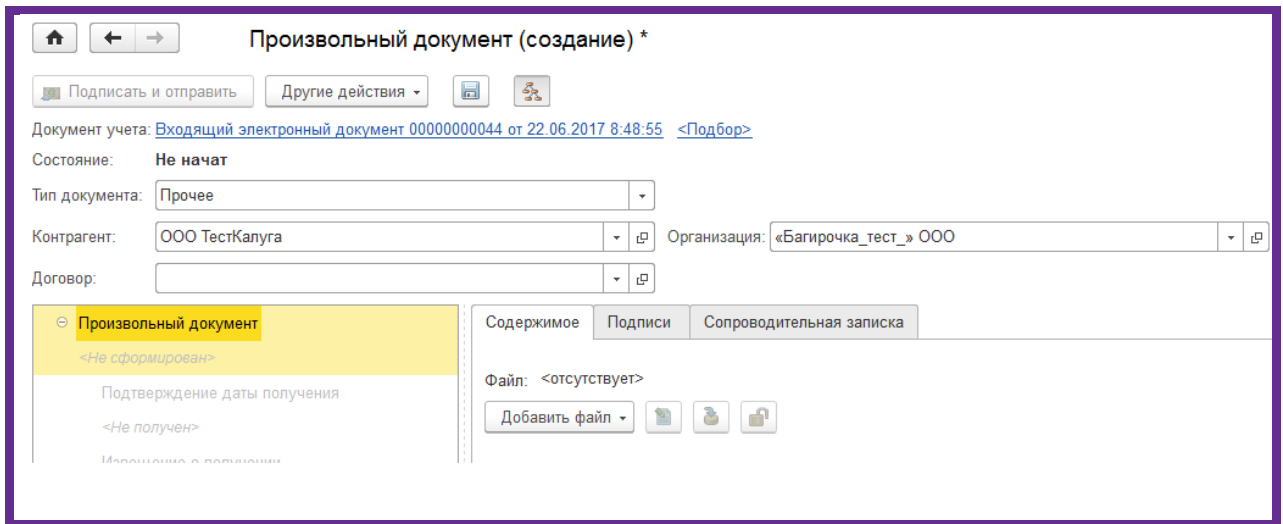 Произвольный документ (создание) *
Подписать и отправить Другие действия
Документ учета: Входящий электронный документ 00000000044 от 22.06.2017 8:48:55 <Подбор>
Состояние: Не начат
Тип документа: Прочее
Контрагент: ООО ТестКалуга Организация: «Багирочка_тест_» ООО
Договор:
Произвольный документ Содержимое Подписи Сопроводительная записка
<Не сформирован>
Файл: <отсутствует>
Подтверждение даты получения
Добавить файл
<Не получен>
Извещение о получении